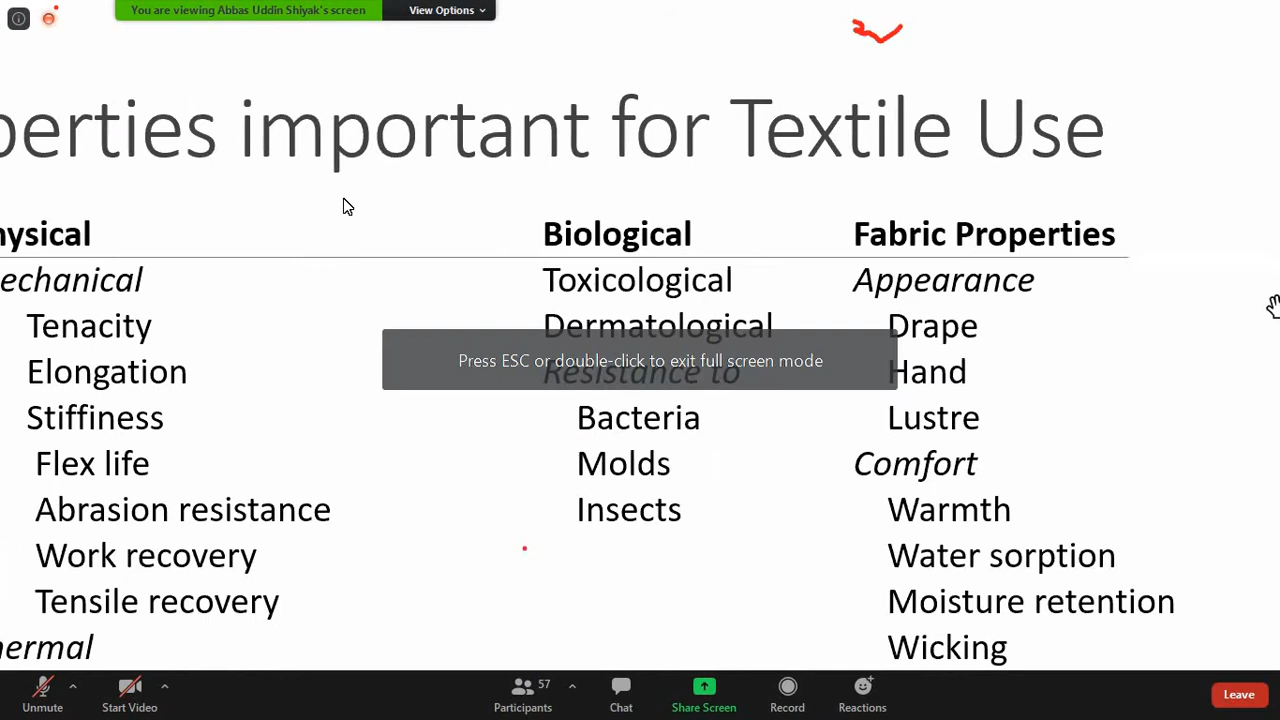 You are viewing Abbas Uddin Shiyak's screen
View Options
perties important for Textile Use
hysical
Biological
Fabric Properties
echanical
Toxicological
Appearance
Tenacity
Dermatological
Drape
Press ESC or double-click to exit full screen mode
Elongation
Resistance to
Hand
Stiffiness
Bacteria
Lustre
Flex life
Molds
Comfort
Abrasion resistance
Insects
Warmth
Work recovery
Water sorption
Tensile recovery
Moisture retention
hermal
Wicking
57
Unmute
Start Video
Participants
Chat
Share Screen
Record
Reactions
Leave